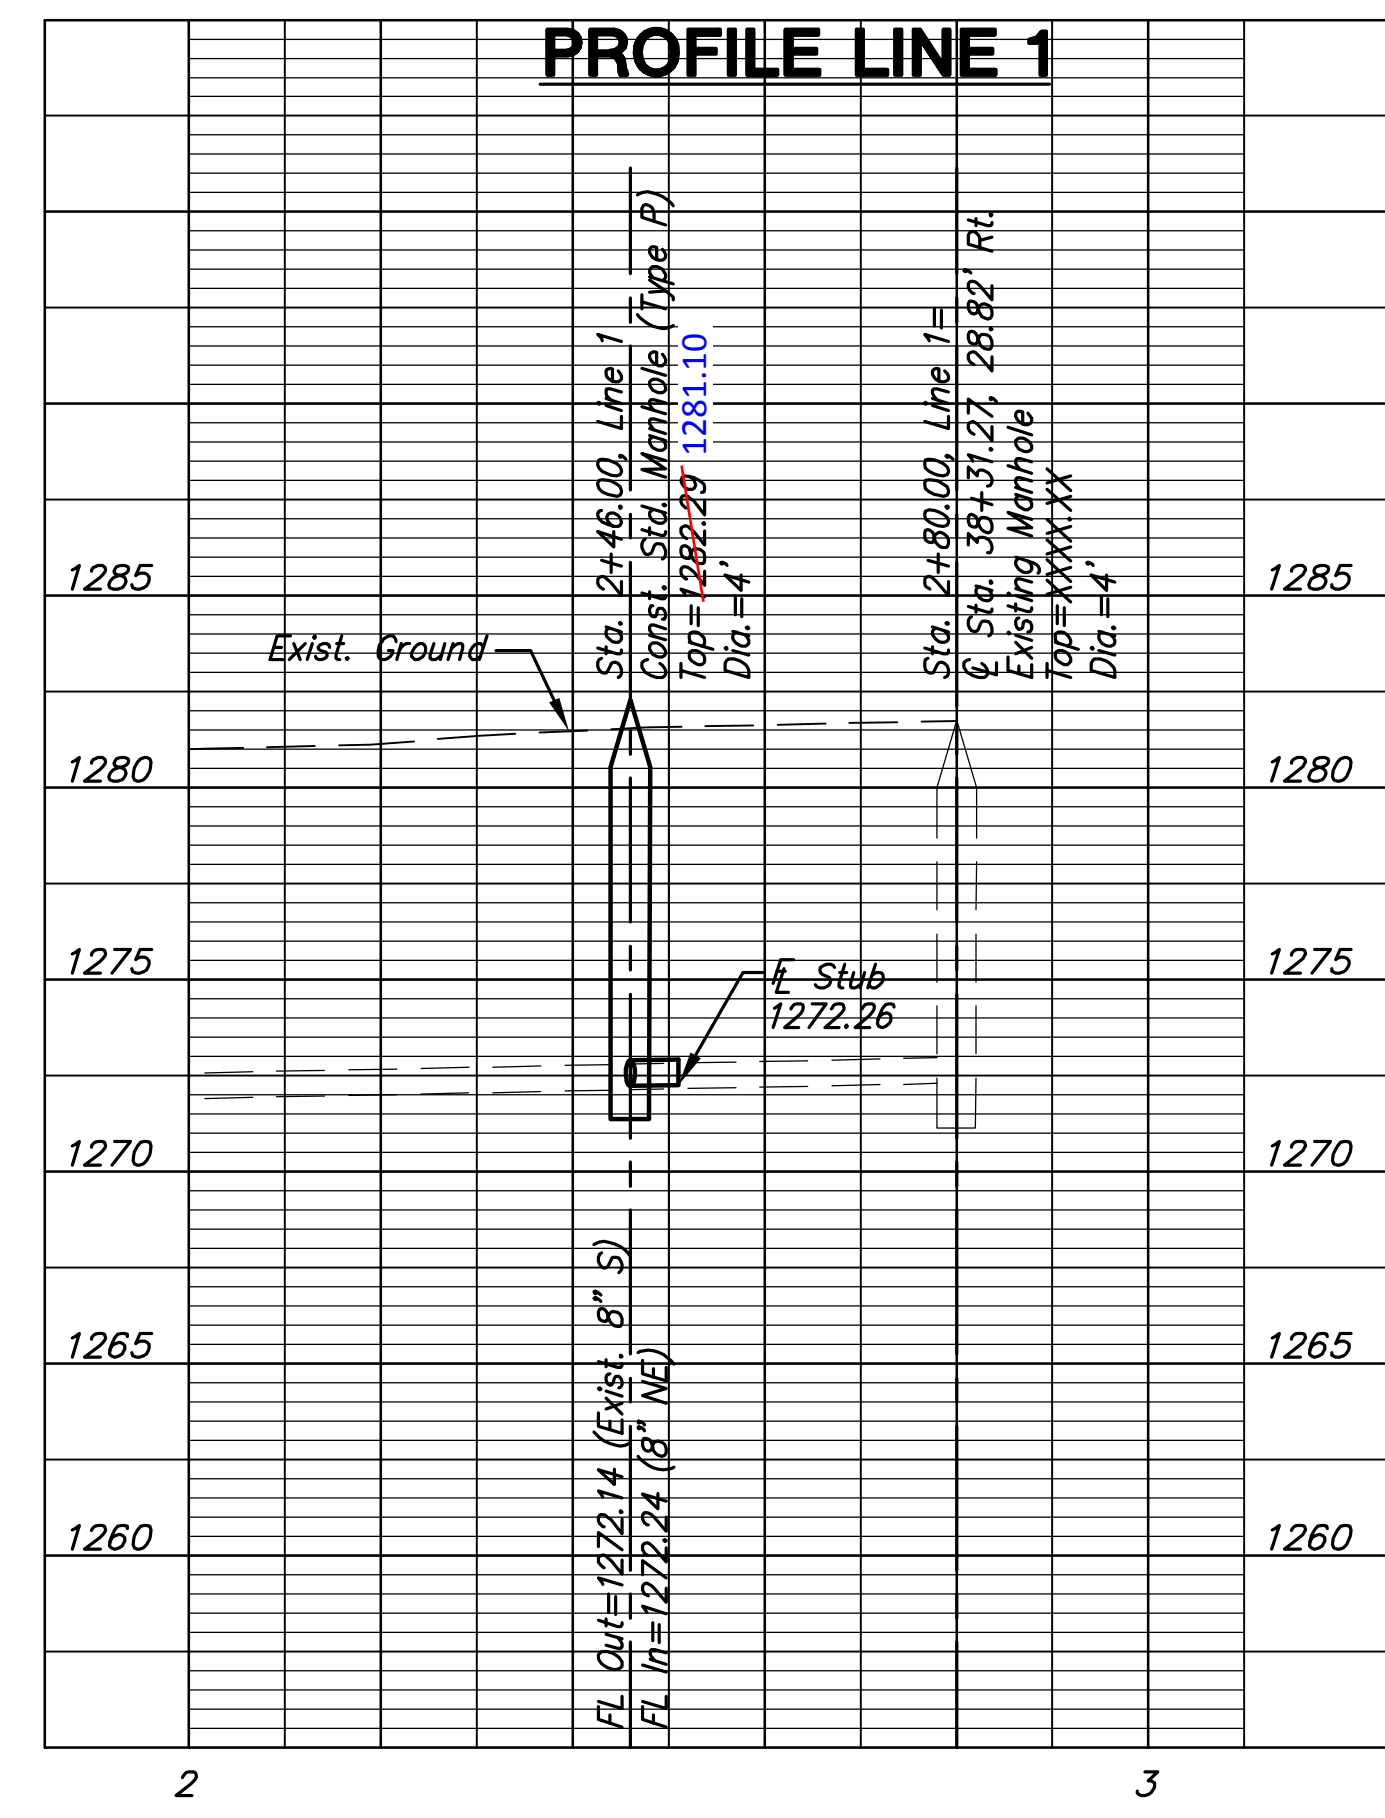 PROFILE LINE 1
Sta. 2+46.00, Line 1
Const. Std. Manhole (Type P)
Top=1282.29 1281.10
Dia.=4'
Sta. 2+80.00, Line 1=
℄ Sta. 38+31.27, 28.82' Rt.
Existing Manhole
Top=XXXX.XX
Dia.=4'
1285
1285
Exist. Ground
1280
1280
1275
1275
Stub
1272.26
1270
1270
1265
1265
FL Out=1272.14 (Exist. 8" S)
FL In=1272.24 (8" NE)
1260
1260
2
3